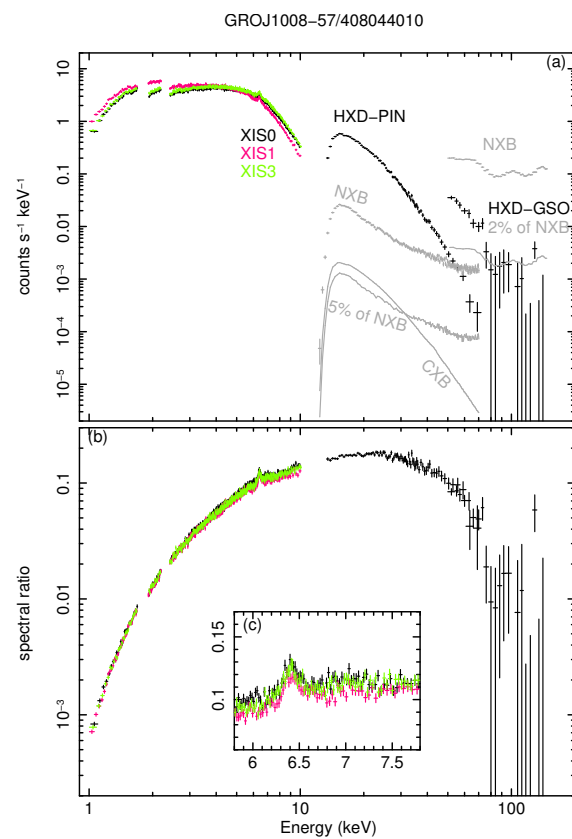 GROJ1008−57/408044010
(a)
10
1
0.1
0.01
10⁻³
10⁻⁴
10⁻⁵
counts s⁻¹ keV⁻¹
XIS0
XIS1
XIS3
HXD−PIN
NXB
NXB
HXD−GSO
2% of NXB
5% of NXB
CXB
(b)
0.1
0.01
10⁻³
spectral ratio
(c)
0.15
0.1
6
6.5
7
7.5
1
10
100
Energy (keV)